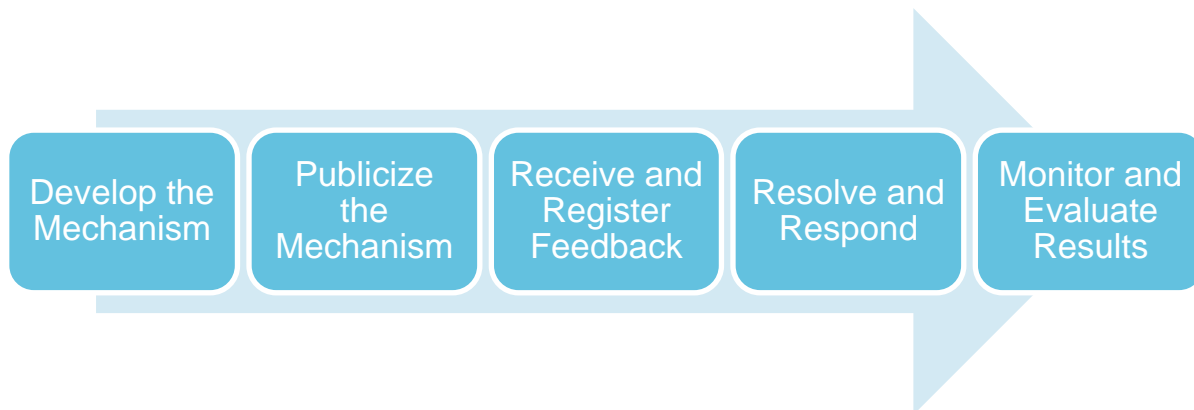 Develop the
Mechanism
Publicize
the
Mechanism
Receive and
Register
Feedback
Resolve and
Respond
Monitor and
Evaluate
Results